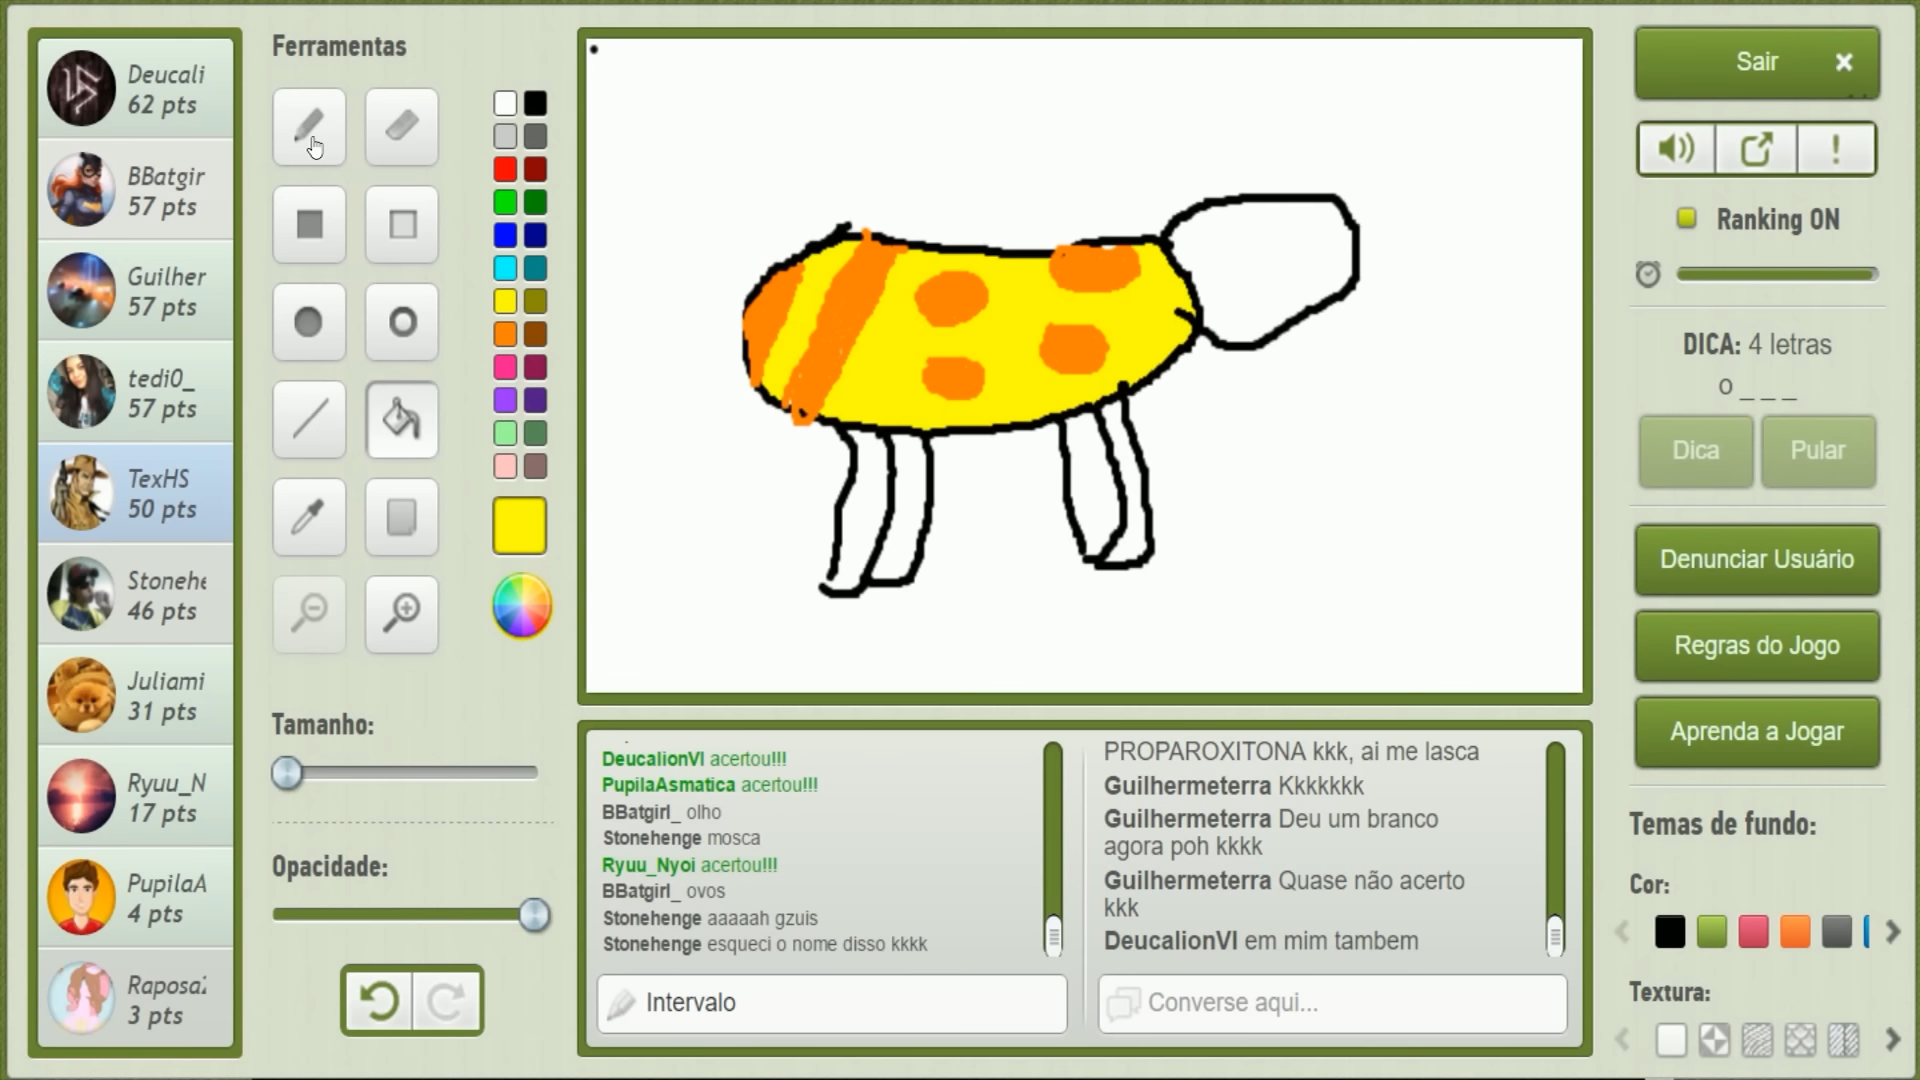 Deucali
62 pts
BBatgir
57 pts
Guilher
57 pts
tedi0_
57 pts
TexHS
50 pts
Stonehe
46 pts
Juliami
31 pts
Ryuu_N
17 pts
PupilaA
4 pts
Raposa2
3 pts
Ferramentas
Tamanho:
Opacidade:
DeucalionVI acertou!!!
PupilaAsmatica acertou!!!
BBatgirl_ olho
Stonehenge mosca
Ryuu_Nyoi acertou!!!
BBatgirl_ ovos
Stonehenge aaaaah gzuis
Stonehenge esqueci o nome disso kkkk
Intervalo
PROPAROXITONA kkk, ai me lasca
Guilhermeterra Kkkkkkk
Guilhermeterra Deu um branco
agora poh kkkk
Guilhermeterra Quase não acerto
kkk
DeucalionVI em mim tambem
Converse aqui...
Sair
Ranking ON
DICA: 4 letras
o _ _ _
Dica
Pular
Denunciar Usuário
Regras do Jogo
Aprenda a Jogar
Temas de fundo:
Cor:
Textura: